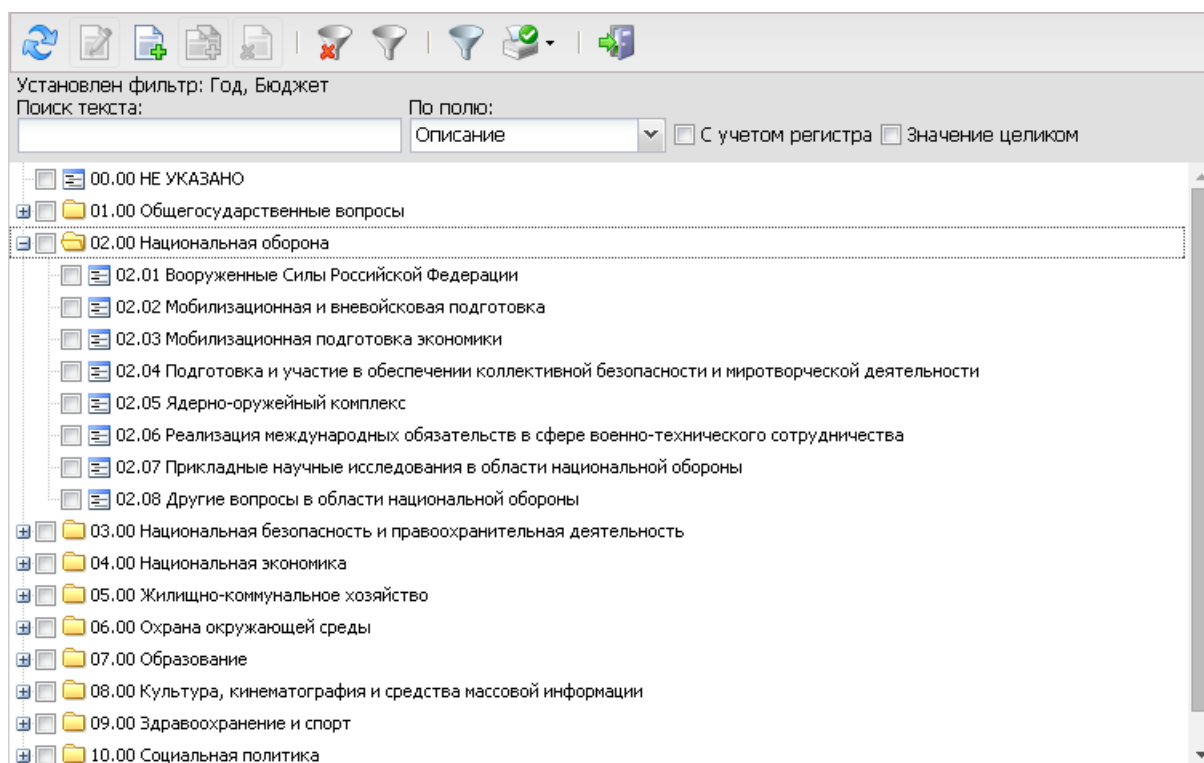 Установлен фильтр: Год, Бюджет
Поиск текста: По полю:
Описание С учетом регистра Значение целиком
00.00 НЕ УКАЗАНО
01.00 Общегосударственные вопросы
02.00 Национальная оборона
02.01 Вооруженные Силы Российской Федерации
02.02 Мобилизационная и вневойсковая подготовка
02.03 Мобилизационная подготовка экономики
02.04 Подготовка и участие в обеспечении коллективной безопасности и миротворческой деятельности
02.05 Ядерно-оружейный комплекс
02.06 Реализация международных обязательств в сфере военно-технического сотрудничества
02.07 Прикладные научные исследования в области национальной обороны
02.08 Другие вопросы в области национальной обороны
03.00 Национальная безопасность и правоохранительная деятельность
04.00 Национальная экономика
05.00 Жилищно-коммунальное хозяйство
06.00 Охрана окружающей среды
07.00 Образование
08.00 Культура, кинематография и средства массовой информации
09.00 Здравоохранение и спорт
10.00 Социальная политика